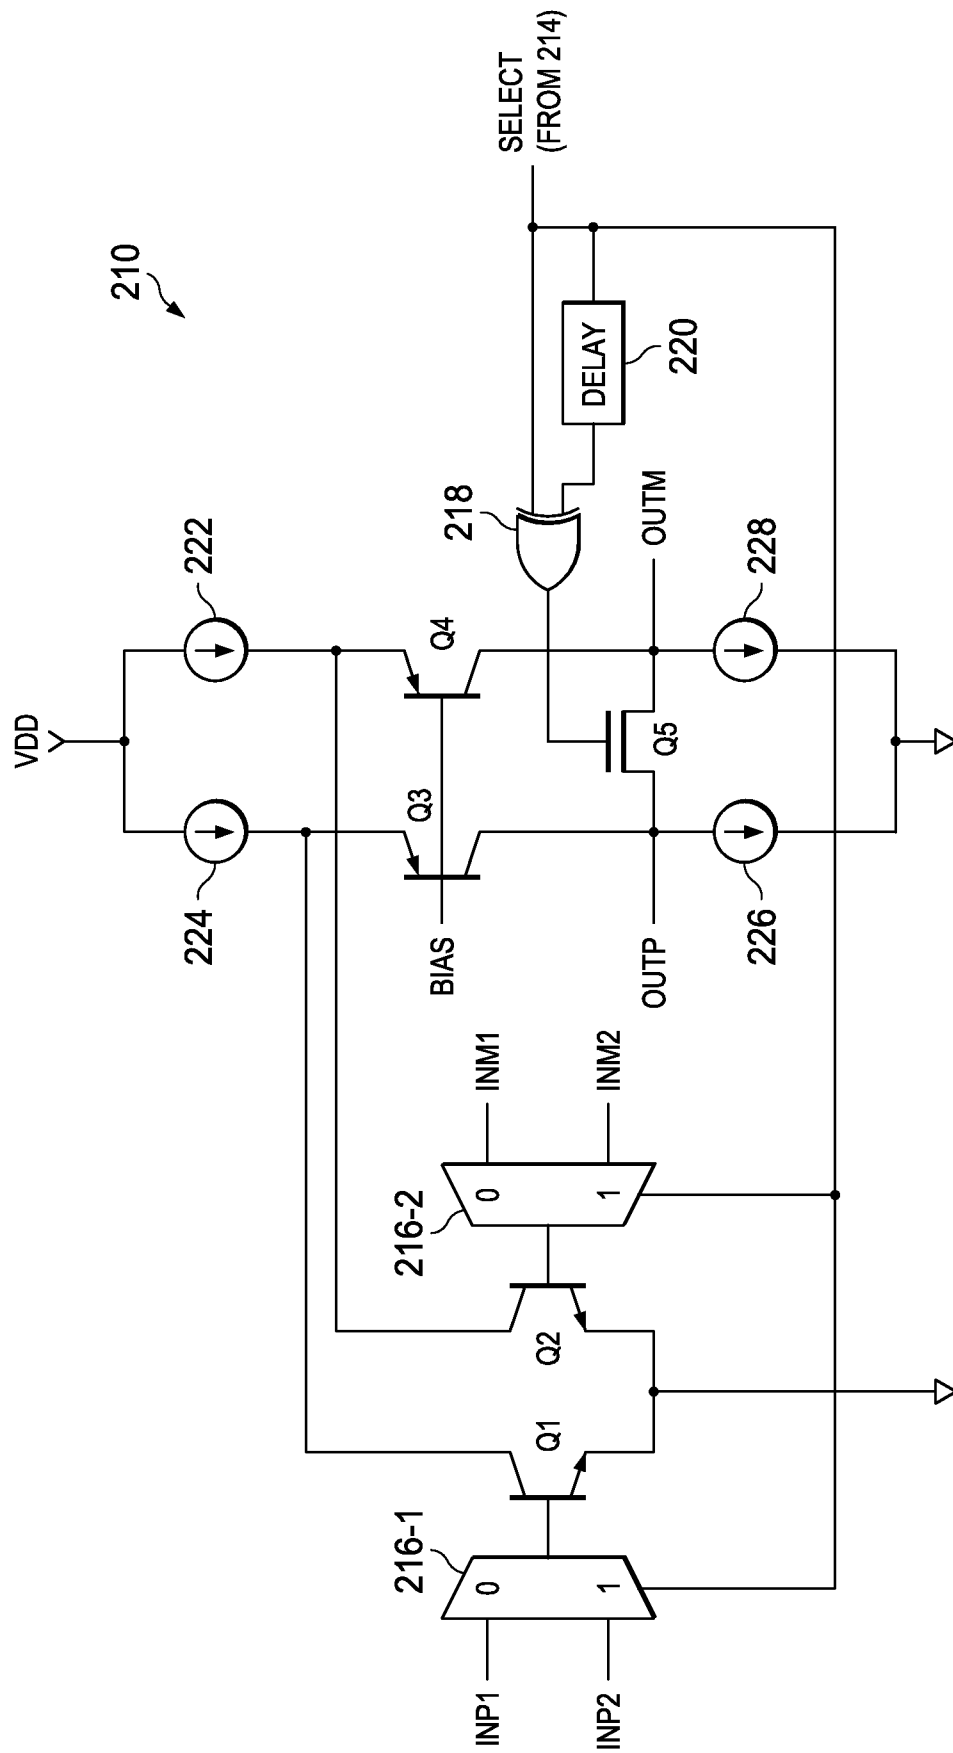 210
VDD
224
222
Q3
Q4
BIAS
218
SELECT
(FROM 214)
DELAY
220
OUTP
OUTM
Q5
226
228
216-1
0
1
INP1
INP2
Q1
Q2
216-2
0
1
INM1
INM2